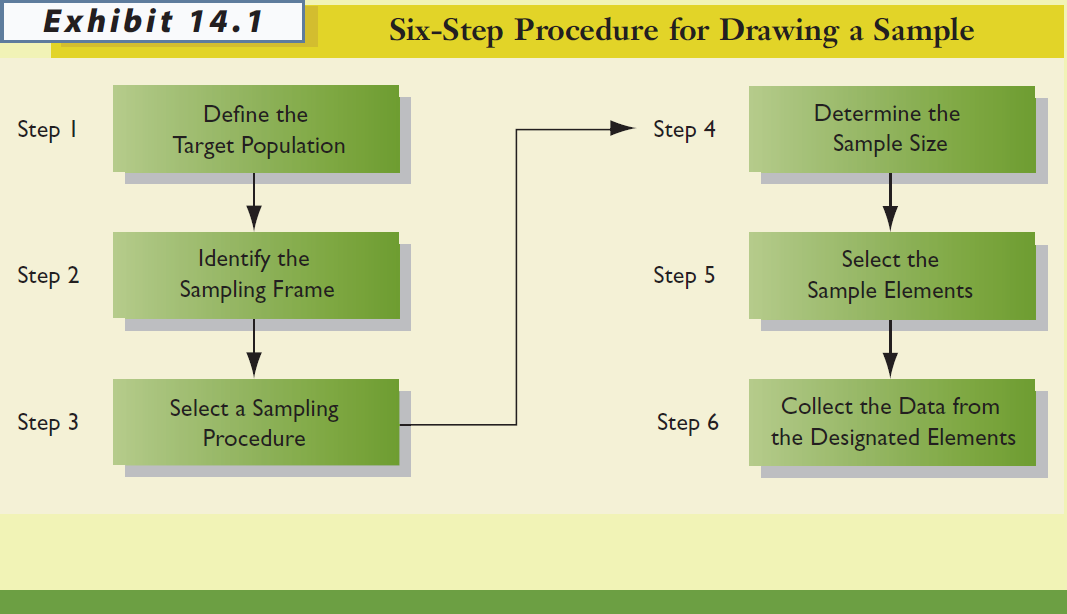 Exhibit 14.1
Six-Step Procedure for Drawing a Sample
Step 1
Define the
Target Population
Step 2
Identify the
Sampling Frame
Step 3
Select a Sampling
Procedure
Step 4
Determine the
Sample Size
Step 5
Select the
Sample Elements
Step 6
Collect the Data from
the Designated Elements